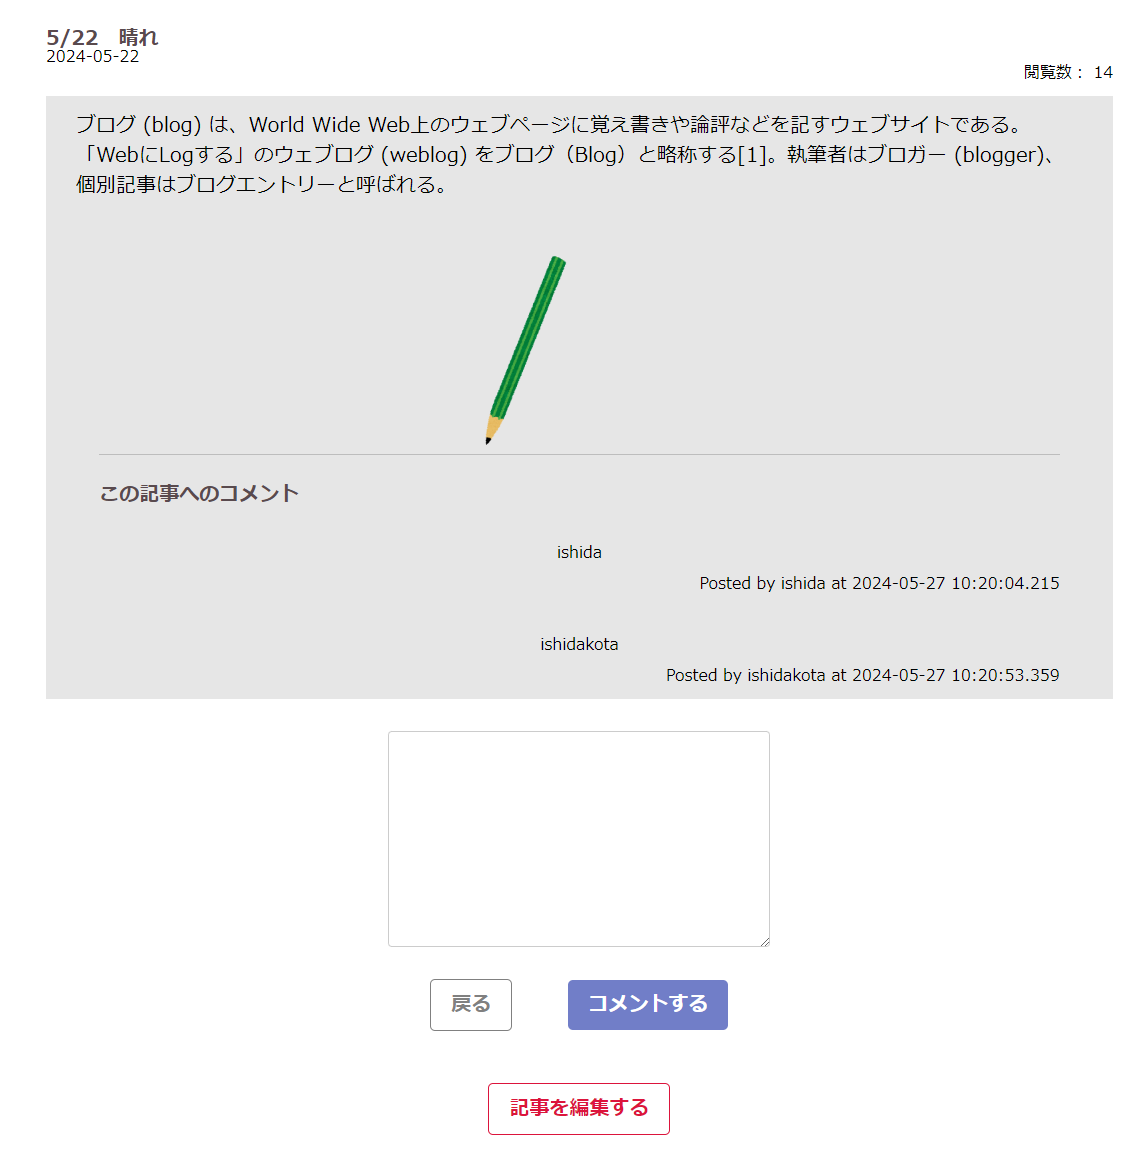 5/22　晴れ
2024-05-22
閲覧数： 14
ブログ (blog) は、World Wide Web上のウェブページに覚え書きや論評などを記すウェブサイトである。
「WebにLogする」のウェブログ (weblog) をブログ（Blog）と略称する[1]。執筆者はブロガー (blogger)、
個別記事はブログエントリーと呼ばれる。
この記事へのコメント
ishida
Posted by ishida at 2024-05-27 10:20:04.215
ishidakota
Posted by ishidakota at 2024-05-27 10:20:53.359
戻る
コメントする
記事を編集する